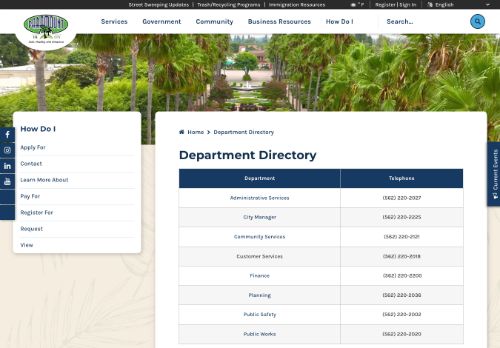 Street Sweeping Updates | Trash/Recycling Programs | Immigration Resources
° F Register | Sign In English
PARAMOUNT
Services Government Community Business Resources How Do I Search...
How Do I
Apply For
Contact
Learn More About
Pay For
Register For
Request
View
Home > Department Directory
Department Directory
Department Telephone
Administrative Services (562) 220-2027
City Manager (562) 220-2225
Community Services (562) 220-2121
Customer Services (562) 220-2018
Finance (562) 220-2200
Planning (562) 220-2036
Public Safety (562) 220-2002
Public Works (562) 220-2020
Current Events